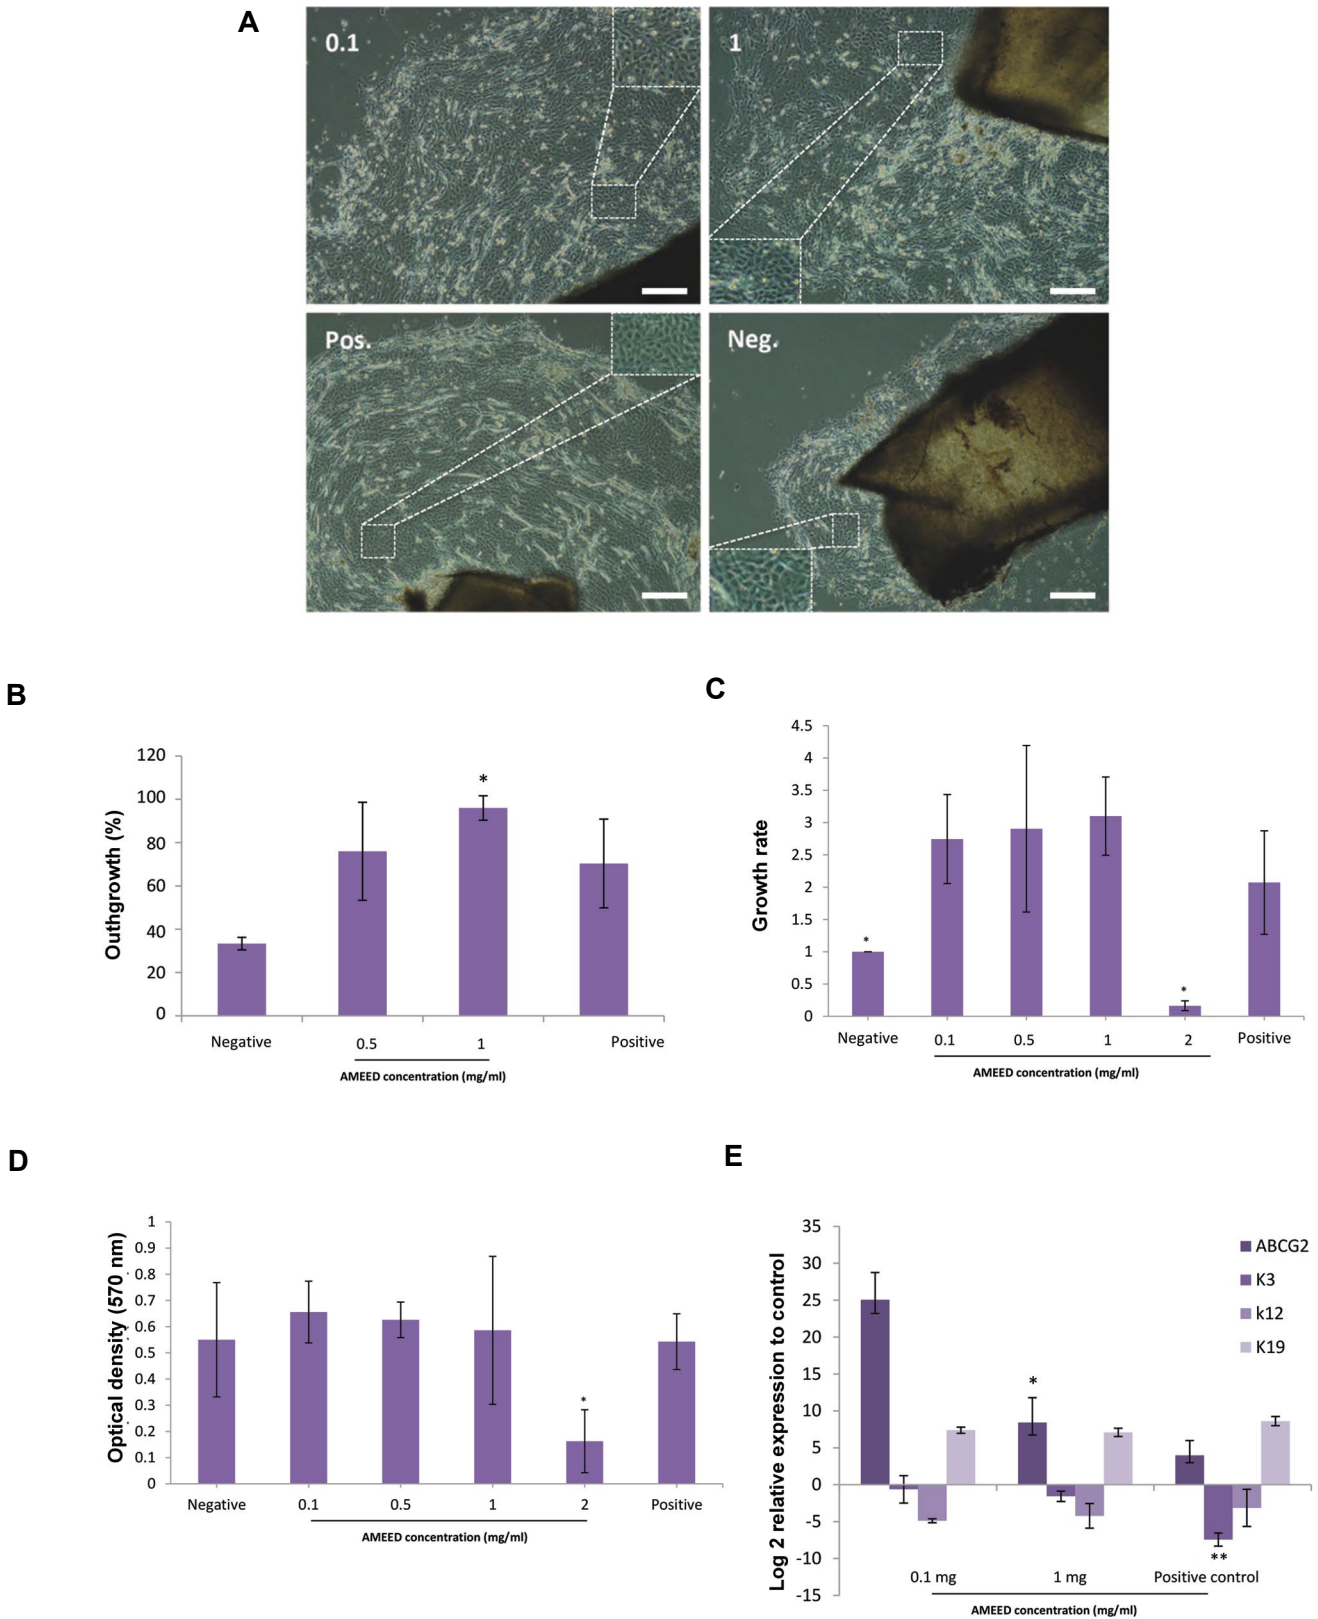 A
0.1
1
Pos.
Neg.
B
Outhgrowth (%)
120
100
80
60
40
20
0
Negative
0.5
1
Positive
AMEED concentration (mg/ml)
*
C
Growth rate
4.5
4
3.5
3
2.5
2
1.5
1
0.5
0
*
*
Negative
0.1
0.5
1
2
Positive
AMEED concentration (mg/ml)
D
Optical density (570 nm)
1
0.9
0.8
0.7
0.6
0.5
0.4
0.3
0.2
0.1
0
*
Negative
0.1
0.5
1
2
Positive
AMEED concentration (mg/ml)
E
Log 2 relative expression to control
35
30
25
20
15
10
5
0
-5
-10
-15
ABCG2
K3
k12
K19
*
**
0.1 mg
1 mg
Positive control
AMEED concentration (mg/ml)